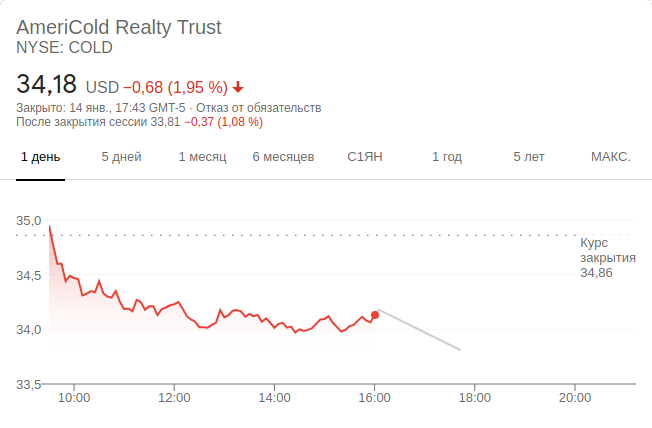 AmeriCold Realty Trust
NYSE: COLD
34,18 USD −0,68 (1,95 %)
Закрыто: 14 янв., 17:43 GMT-5 · Отказ от обязательств
После закрытия сессии 33,81 −0,37 (1,08 %)
1 день 5 дней 1 месяц 6 месяцев С1ЯН 1 год 5 лет МАКС.
35,0
Курс
закрытия
34,86
34,5
34,0
33,5
10:00 12:00 14:00 16:00 18:00 20:00